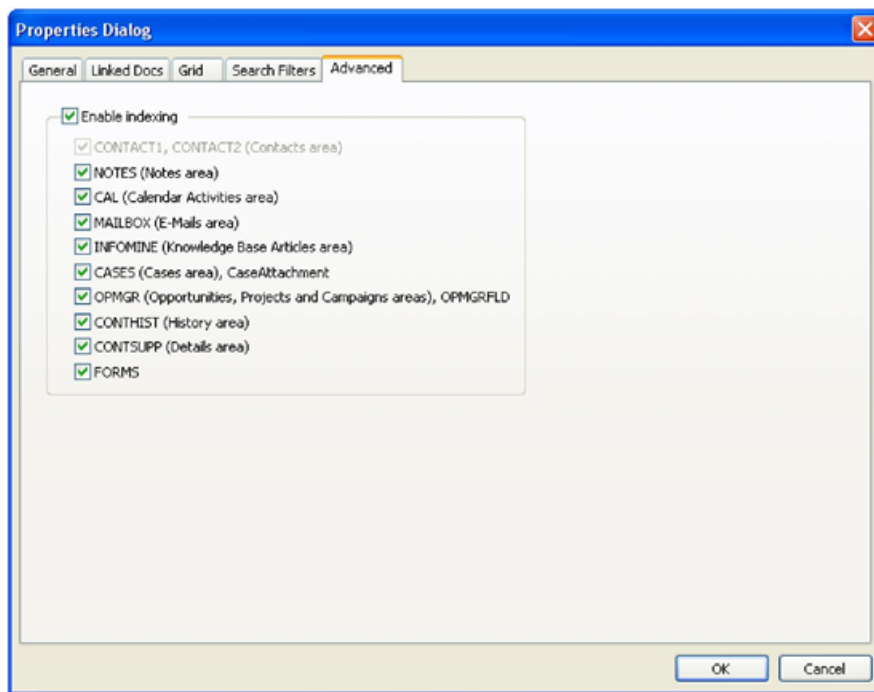 Properties Dialog
General Linked Docs Grid Search Filters Advanced
Enable indexing
CONTACT1, CONTACT2 (Contacts area)
NOTES (Notes area)
CAL (Calendar Activities area)
MAILBOX (E-Mails area)
INFOMINE (Knowledge Base Articles area)
CASES (Cases area), CaseAttachment
OPMGR (Opportunities, Projects and Campaigns areas), OPMGRFLD
CONTHIST (History area)
CONTSUPP (Details area)
FORMS
OK Cancel